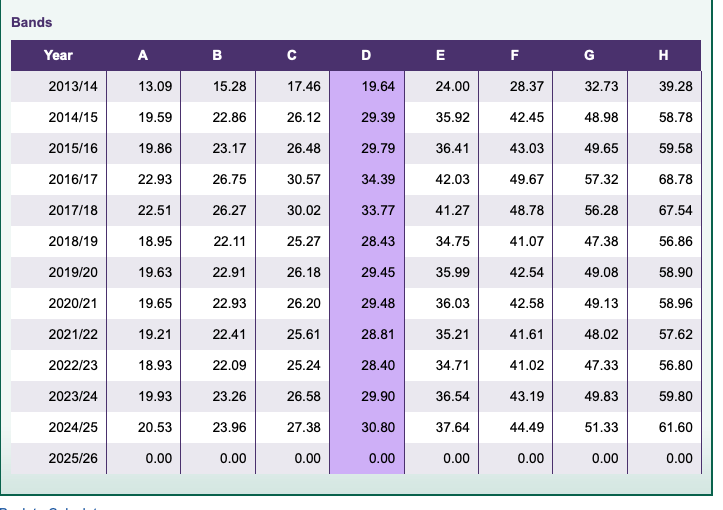 Bands
Year A B C D E F G H
2013/14 13.09 15.28 17.46 19.64 24.00 28.37 32.73 39.28
2014/15 19.59 22.86 26.12 29.39 35.92 42.45 48.98 58.78
2015/16 19.86 23.17 26.48 29.79 36.41 43.03 49.65 59.58
2016/17 22.93 26.75 30.57 34.39 42.03 49.67 57.32 68.78
2017/18 22.51 26.27 30.02 33.77 41.27 48.78 56.28 67.54
2018/19 18.95 22.11 25.27 28.43 34.75 41.07 47.38 56.86
2019/20 19.63 22.91 26.18 29.45 35.99 42.54 49.08 58.90
2020/21 19.65 22.93 26.20 29.48 36.03 42.58 49.13 58.96
2021/22 19.21 22.41 25.61 28.81 35.21 41.61 48.02 57.62
2022/23 18.93 22.09 25.24 28.40 34.71 41.02 47.33 56.80
2023/24 19.93 23.26 26.58 29.90 36.54 43.19 49.83 59.80
2024/25 20.53 23.96 27.38 30.80 37.64 44.49 51.33 61.60
2025/26 0.00 0.00 0.00 0.00 0.00 0.00 0.00 0.00